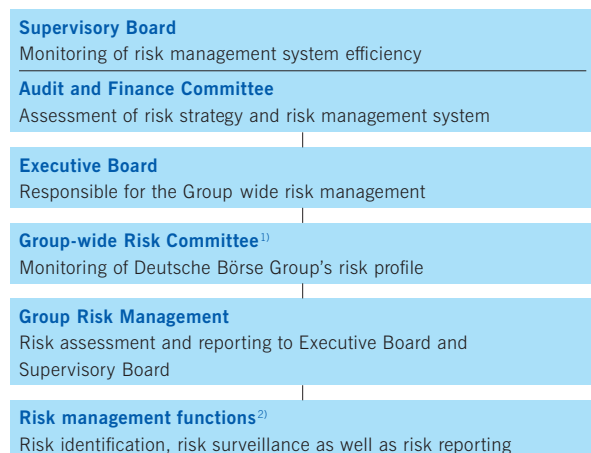 Supervisory Board
Monitoring of risk management system efficiency
Audit and Finance Committee
Assessment of risk strategy and risk management system
Executive Board
Responsible for the Group wide risk management
Group-wide Risk Committee1)
Monitoring of Deutsche Börse Group's risk profile
Group Risk Management
Risk assessment and reporting to Executive Board and
Supervisory Board
Risk management functions2)
Risk identification, risk surveillance as well as risk reporting